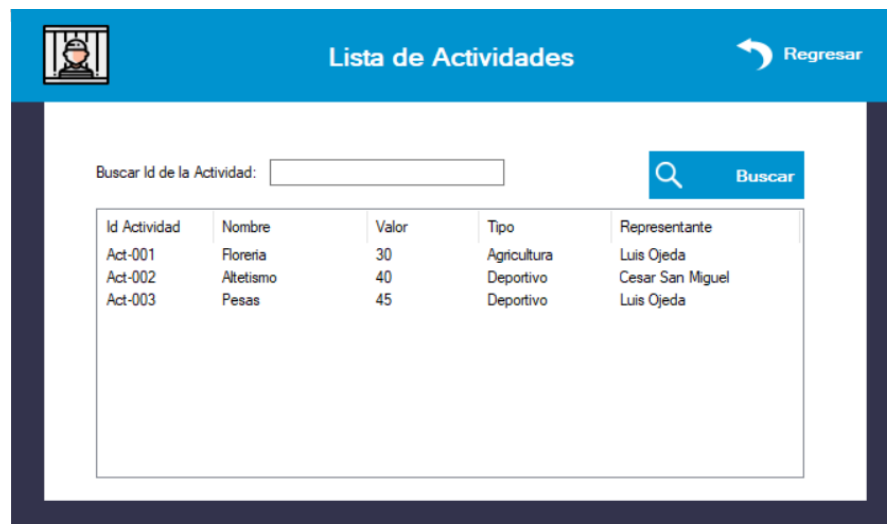 Lista de Actividades
Regresar
Buscar Id de la Actividad:
Buscar
Id Actividad Nombre Valor Tipo Representante
Act-001 Floreria 30 Agricultura Luis Ojeda
Act-002 Altetismo 40 Deportivo Cesar San Miguel
Act-003 Pesas 45 Deportivo Luis Ojeda